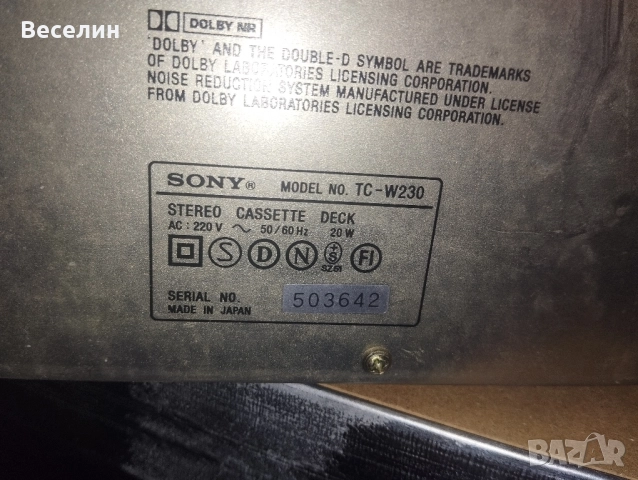 Веселин
DOLBY NR
'DOLBY' AND THE DOUBLE-D SYMBOL ARE TRADEMARKS
OF DOLBY LABORATORIES LICENSING CORPORATION.
NOISE REDUCTION SYSTEM MANUFACTURED UNDER LICENSE
FROM DOLBY LABORATORIES LICENSING CORPORATION.
SONY® MODEL NO. TC-W230
STEREO CASSETTE DECK
AC: 220 V ~ 50/60 Hz 20 W
S D N +S FI
SZ61
SERIAL NO. 503642
MADE IN JAPAN
BAZAR